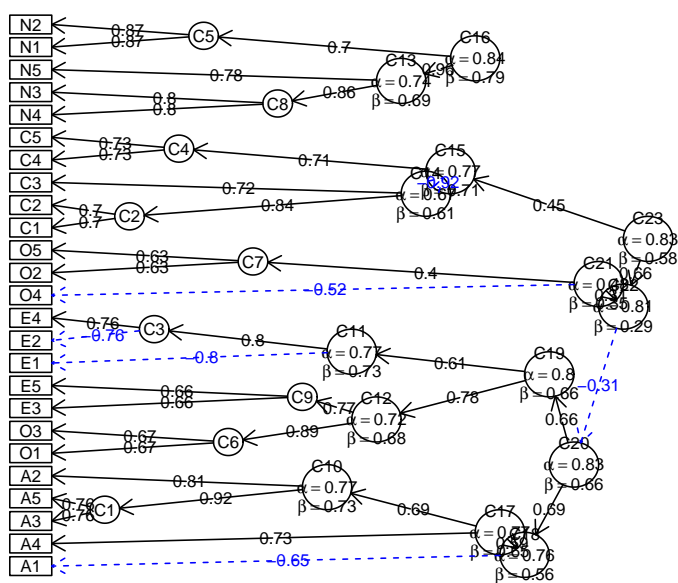 N2
N1
N5
N3
N4
C5
C4
C3
C2
C1
O5
O2
O4
E4
E2
E1
E5
E3
O3
O1
A2
A5
A3
A4
A1
C5
0.87
0.87
C16
α = 0.84
β = 0.79
0.7
C13
α = 0.74
β = 0.69
0.78
C8
0.8
0.8
0.86
C4
0.73
0.73
0.71
C15
0.72
β = 0.61
C2
0.7
0.7
0.84
0.45
C23
α = 0.83
β = 0.58
C7
0.63
0.63
0.4
C21
−0.52
0.66
β = 0.29
C3
0.76
−0.76
0.8
C11
α = 0.77
β = 0.73
−0.8
0.61
C19
α = 0.8
β = 0.66
−0.31
C9
0.66
0.66
0.77
C12
α = 0.72
β = 0.68
0.78
C6
0.67
0.67
0.89
0.66
C20
α = 0.83
β = 0.66
C10
α = 0.77
β = 0.73
0.81
C1
0.76
0.76
0.92
0.69
0.69
C17
0.73
−0.65
β = 0.56